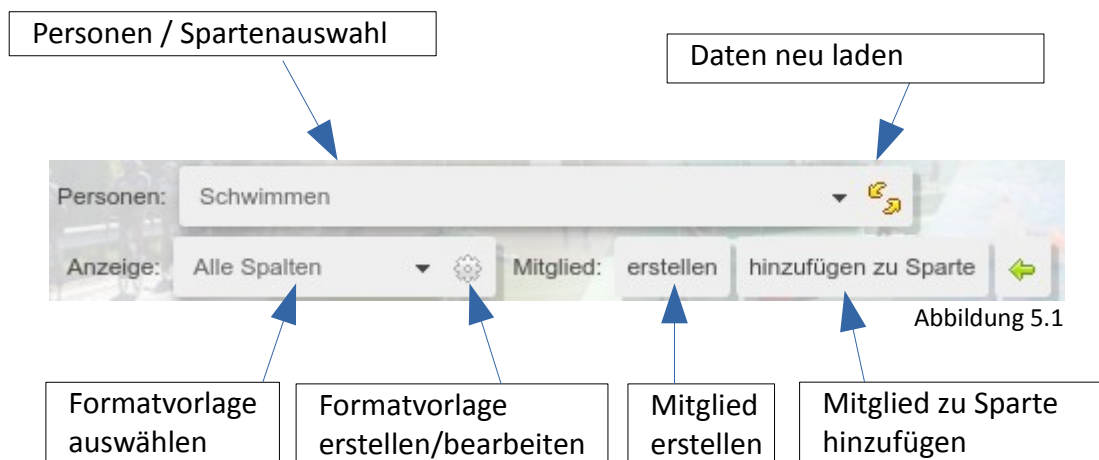 Personen / Spartenauswahl
Daten neu laden
Personen: Schwimmen
Anzeige: Alle Spalten Mitglied: erstellen hinzufügen zu Sparte
Abbildung 5.1
Formatvorlage
auswählen
Formatvorlage
erstellen/bearbeiten
Mitglied
erstellen
Mitglied zu Sparte
hinzufügen